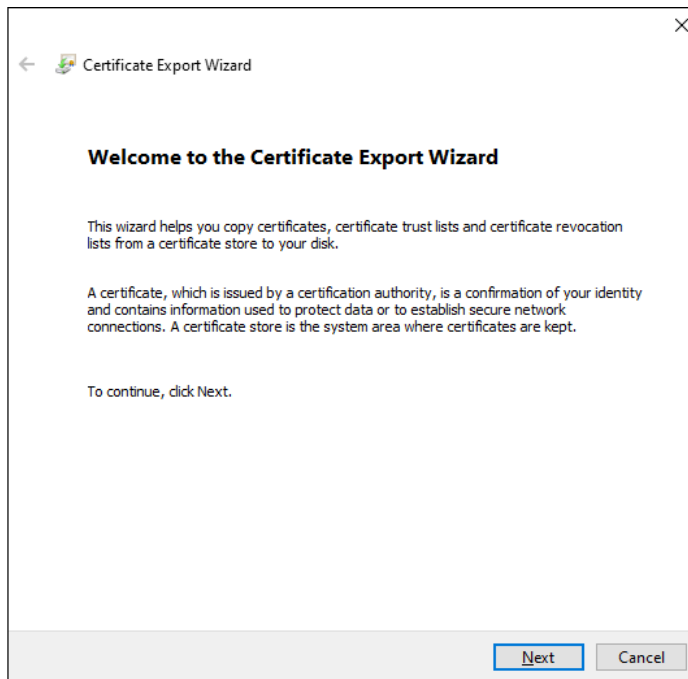 Certificate Export Wizard
Welcome to the Certificate Export Wizard
This wizard helps you copy certificates, certificate trust lists and certificate revocation
lists from a certificate store to your disk.
A certificate, which is issued by a certification authority, is a confirmation of your identity
and contains information used to protect data or to establish secure network
connections. A certificate store is the system area where certificates are kept.
To continue, click Next.
Next
Cancel